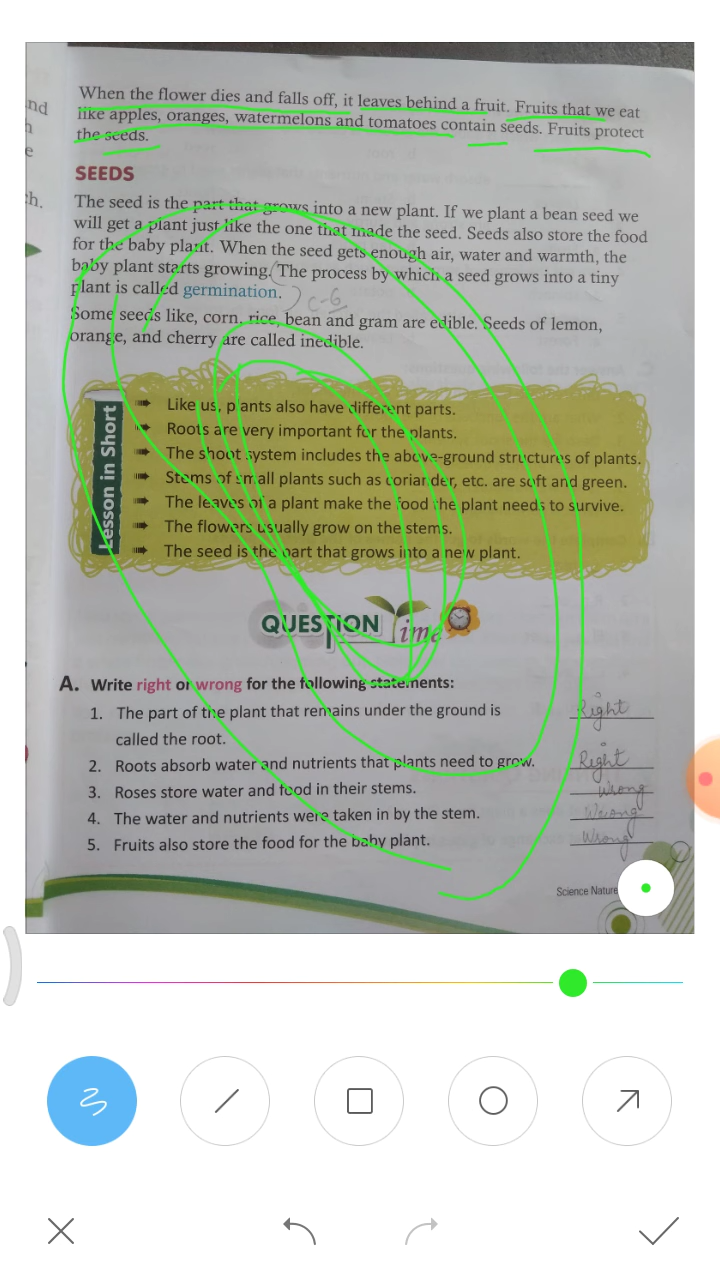 When the flower dies and falls off, it leaves behind a fruit. Fruits that we eat
like apples, oranges, watermelons and tomatoes contain seeds. Fruits protect
the seeds.
nd
h
e
ch.
SEEDS
The seed is the part that grows into a new plant. If we plant a bean seed we
will get a plant just like the one that made the seed. Seeds also store the food
for the baby plant. When the seed gets enough air, water and warmth, the
baby plant starts growing. (The process by which a seed grows into a tiny
plant is called germination.)
C-6
Some seeds like, corn, rice, bean and gram are edible. Seeds of lemon,
orange, and cherry are called inedible.
Lesson in Short
Like us, plants also have different parts.
Roots are very important for the plants.
The shoot system includes the above-ground structures of plants.
Stems of small plants such as coriander, etc. are soft and green.
The leaves of a plant make the food the plant needs to survive.
The flowers usually grow on the stems.
The seed is the part that grows into a new plant.
QUESTION Time
A. Write right or wrong for the following statements:
1. The part of the plant that remains under the ground is
called the root. Right
2. Roots absorb water and nutrients that plants need to grow. Right
3. Roses store water and food in their stems. Wrong
4. The water and nutrients were taken in by the stem. Wrong
5. Fruits also store the food for the baby plant. Wrong
Science Nature